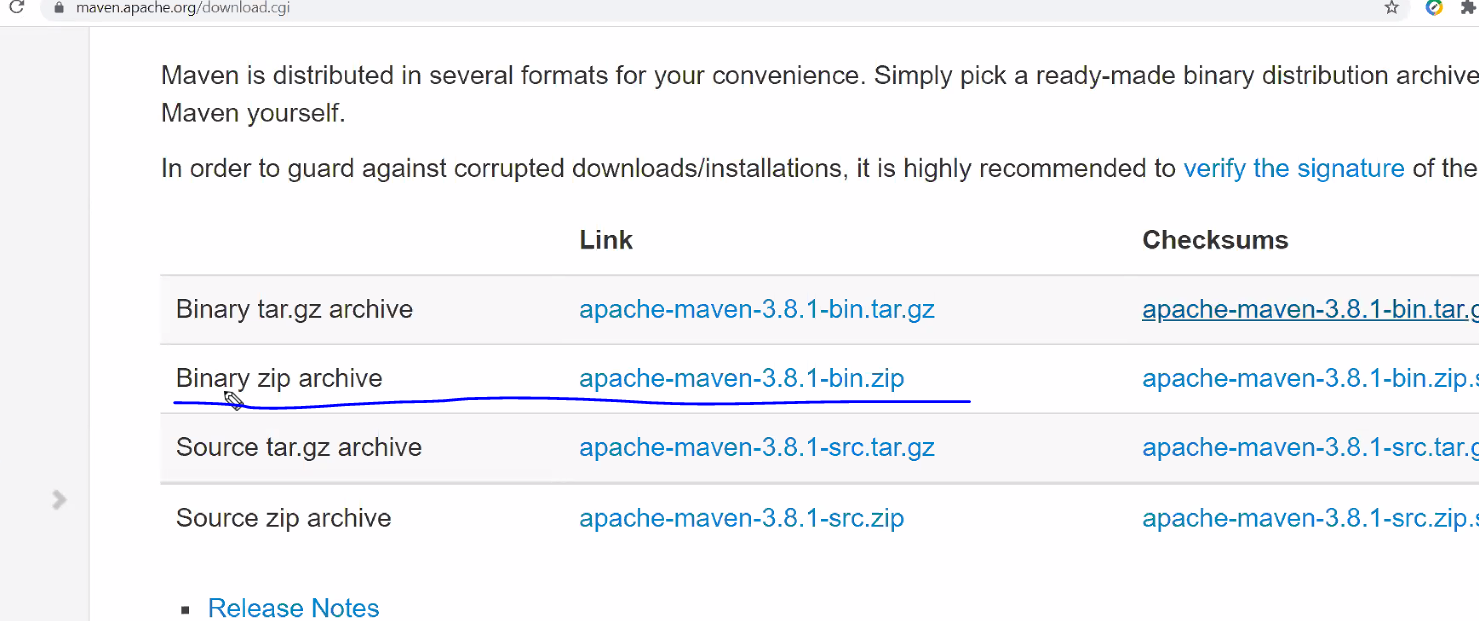 maven.apache.org/download.cgi
Maven is distributed in several formats for your convenience. Simply pick a ready-made binary distribution archive
Maven yourself.
In order to guard against corrupted downloads/installations, it is highly recommended to verify the signature of the
Link Checksums
Binary tar.gz archive apache-maven-3.8.1-bin.tar.gz apache-maven-3.8.1-bin.tar.g
Binary zip archive apache-maven-3.8.1-bin.zip apache-maven-3.8.1-bin.zip.s
Source tar.gz archive apache-maven-3.8.1-src.tar.gz apache-maven-3.8.1-src.tar.g
Source zip archive apache-maven-3.8.1-src.zip apache-maven-3.8.1-src.zip.s
Release Notes